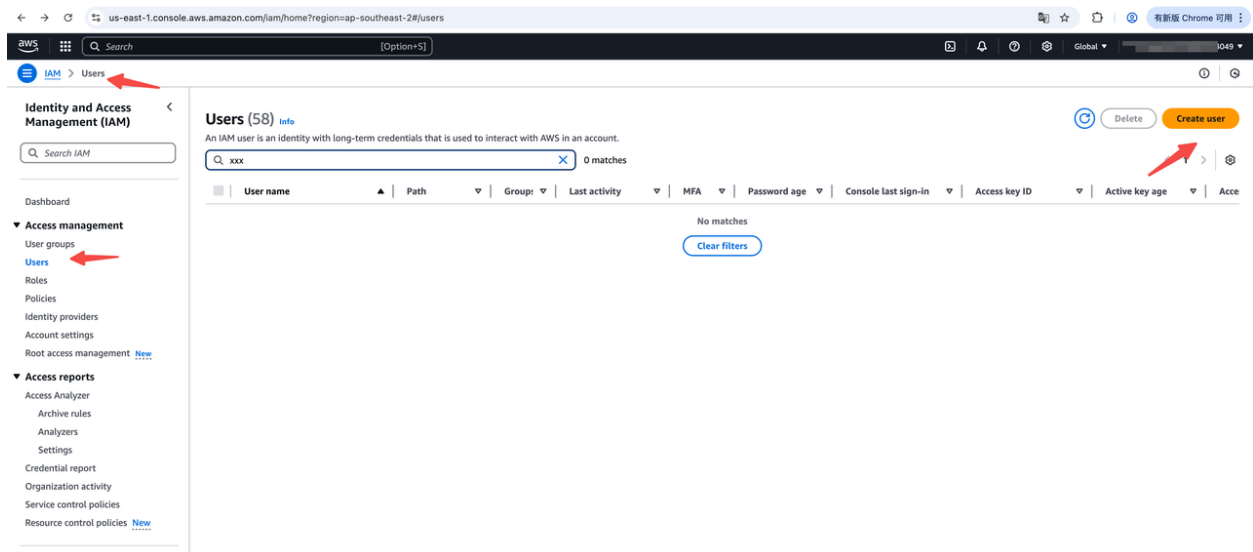 us-east-1.console.aws.amazon.com/iam/home?region=ap-southeast-2#/users
有新版 Chrome 可用
aws
Search
[Option+S]
Global
049
IAM > Users
Identity and Access Management (IAM)
Search IAM
Dashboard
Access management
User groups
Users
Roles
Policies
Identity providers
Account settings
Root access management New
Access reports
Access Analyzer
Archive rules
Analyzers
Settings
Credential report
Organization activity
Service control policies
Resource control policies New
Users (58) Info
Delete
Create user
An IAM user is an identity with long-term credentials that is used to interact with AWS in an account.
xxx
0 matches
User name
Path
Group:
Last activity
MFA
Password age
Console last sign-in
Access key ID
Active key age
Acce
No matches
Clear filters